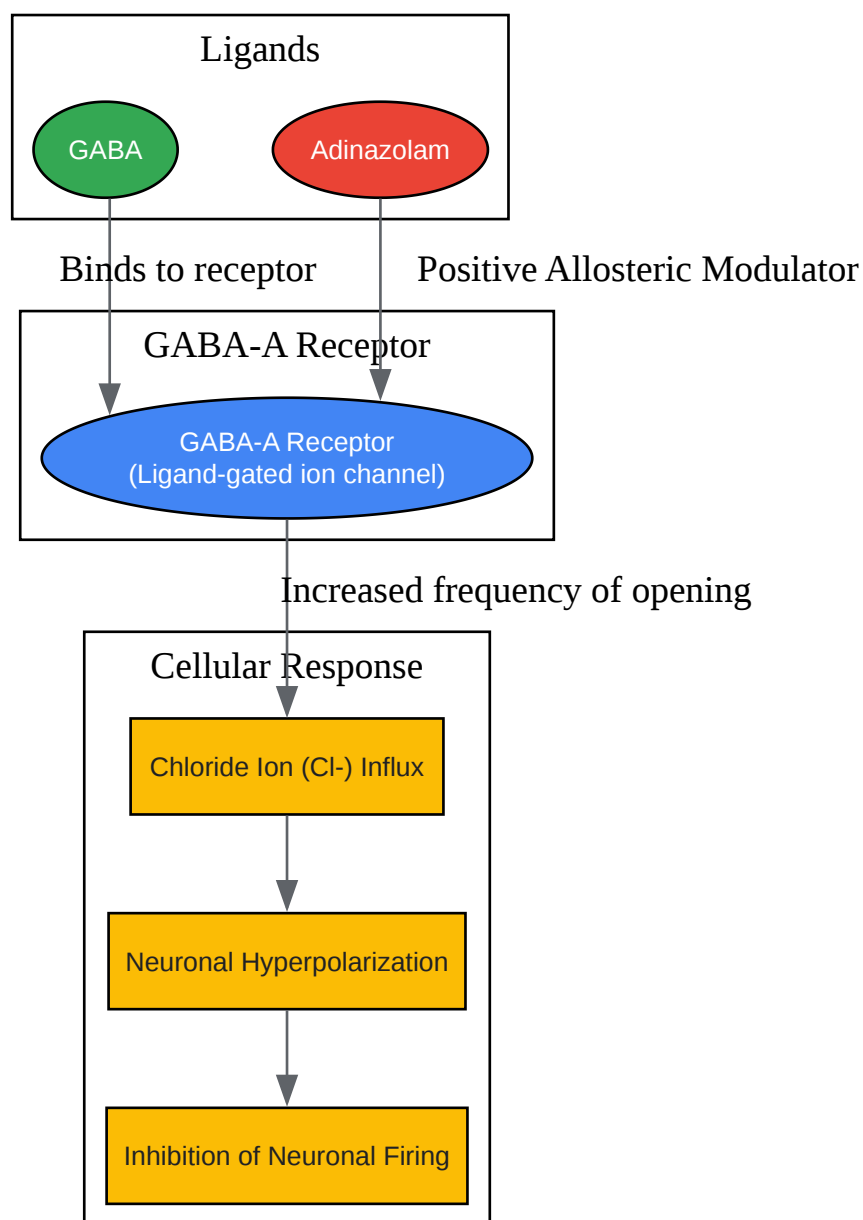 Ligands
GABA
Adinazolam
Binds to receptor
Positive Allosteric Modulator
GABA-A Receptor
GABA-A Receptor
(Ligand-gated ion channel)
Increased frequency of opening
Cellular Response
Chloride Ion (Cl-) Influx
Neuronal Hyperpolarization
Inhibition of Neuronal Firing